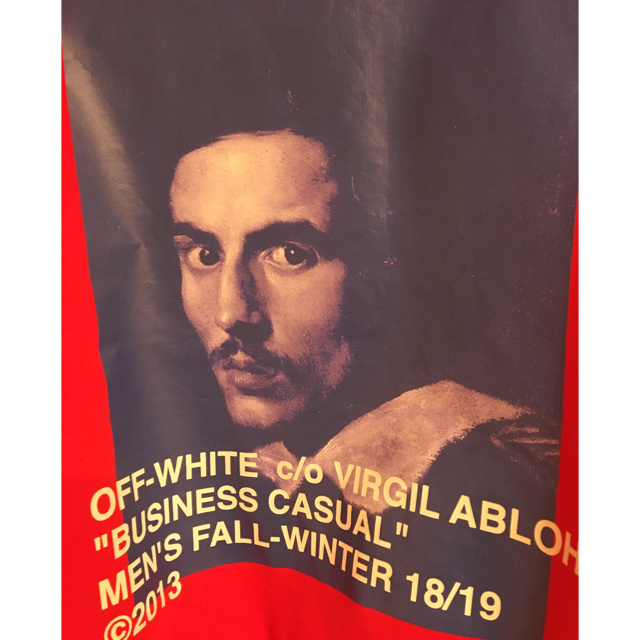 OFF-WHITE c/o VIRGIL ABLOH
"BUSINESS CASUAL"
MEN'S FALL-WINTER 18/19
©2013